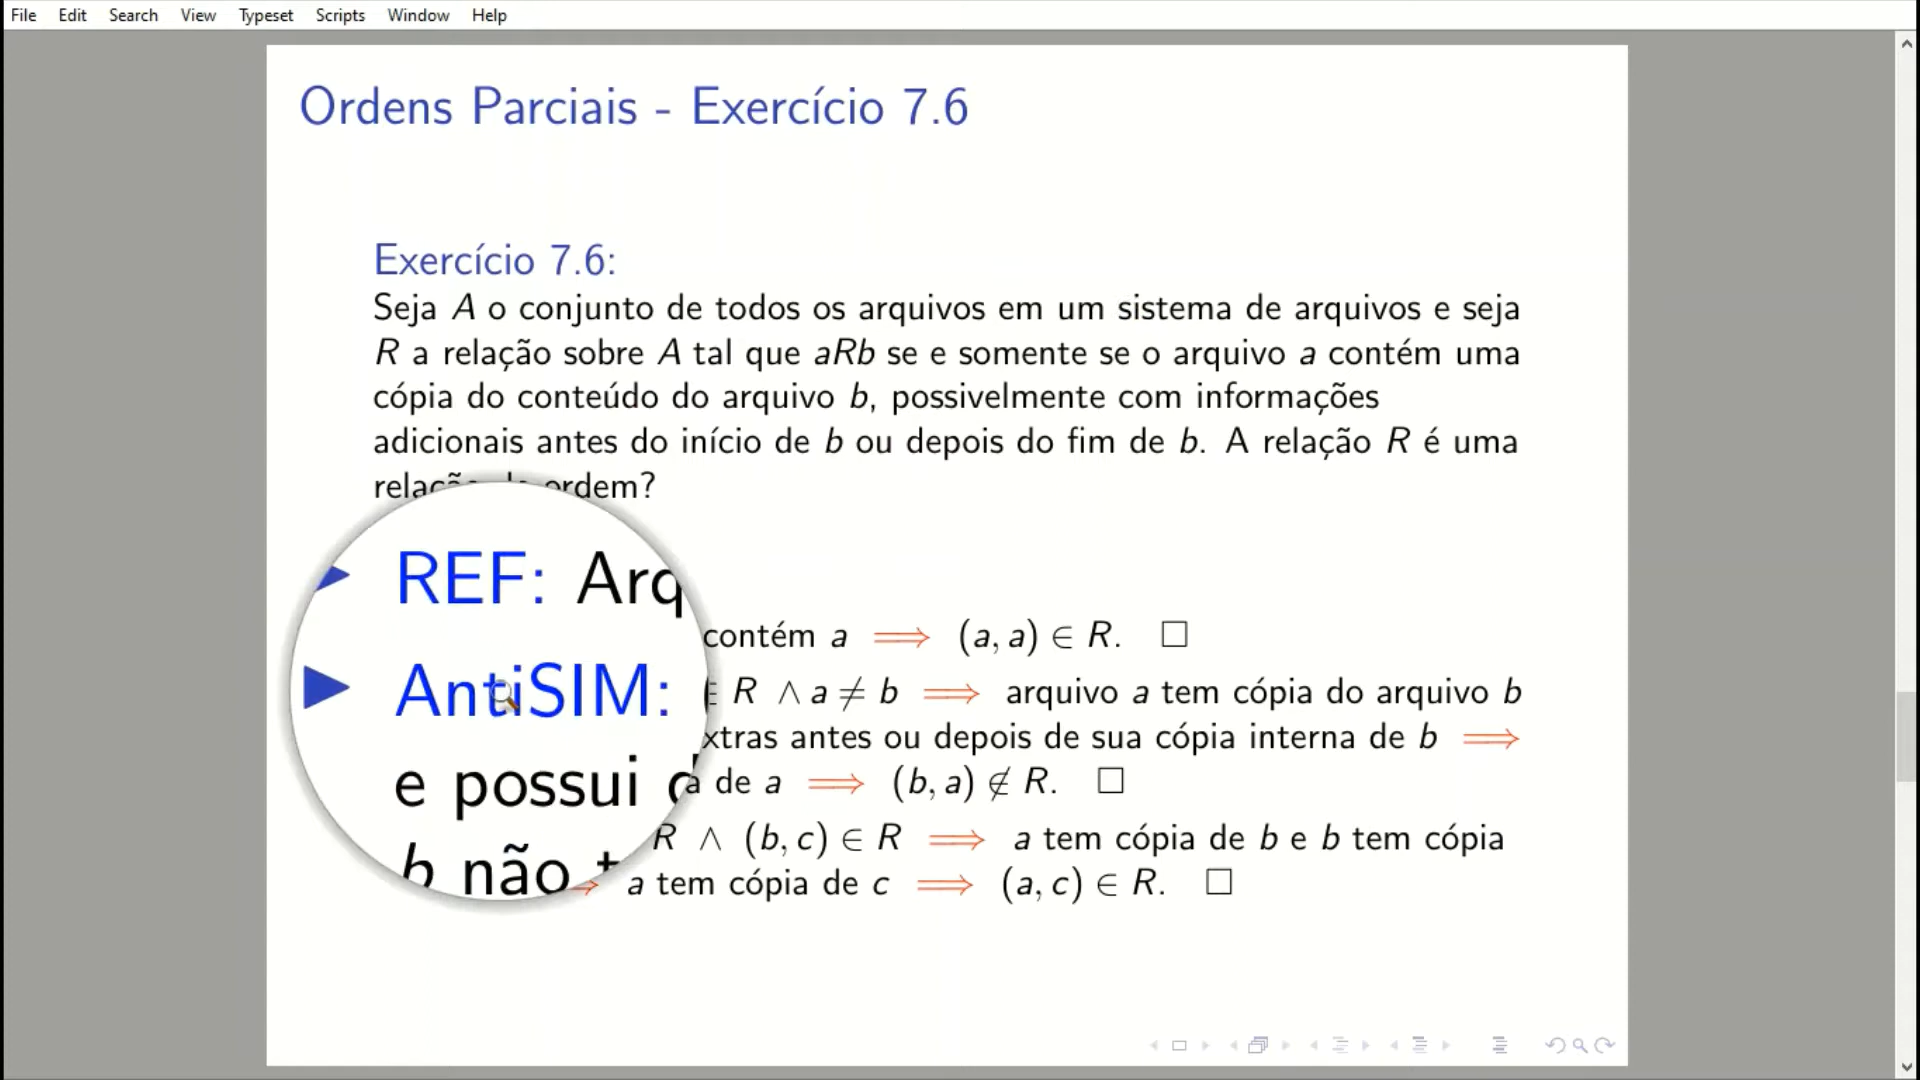 File Edit Search View Typeset Scripts Window Help
Ordens Parciais - Exercício 7.6
Exercício 7.6:
Seja A o conjunto de todos os arquivos em um sistema de arquivos e seja
R a relação sobre A tal que aRb se e somente se o arquivo a contém uma
cópia do conteúdo do arquivo b, possivelmente com informações
adicionais antes do início de b ou depois do fim de b. A relação R é uma
ordem?
REF:
contém a ⟹ (a, a) ∈ R. □
AntiSIM: R ∧ a ≠ b ⟹ arquivo a tem cópia do arquivo b
e possui antes ou depois de sua cópia interna de b ⟹
b não de a ⟹ (b, a) ∉ R. □
R ∧ (b, c) ∈ R ⟹ a tem cópia de b e b tem cópia
a tem cópia de c ⟹ (a, c) ∈ R. □